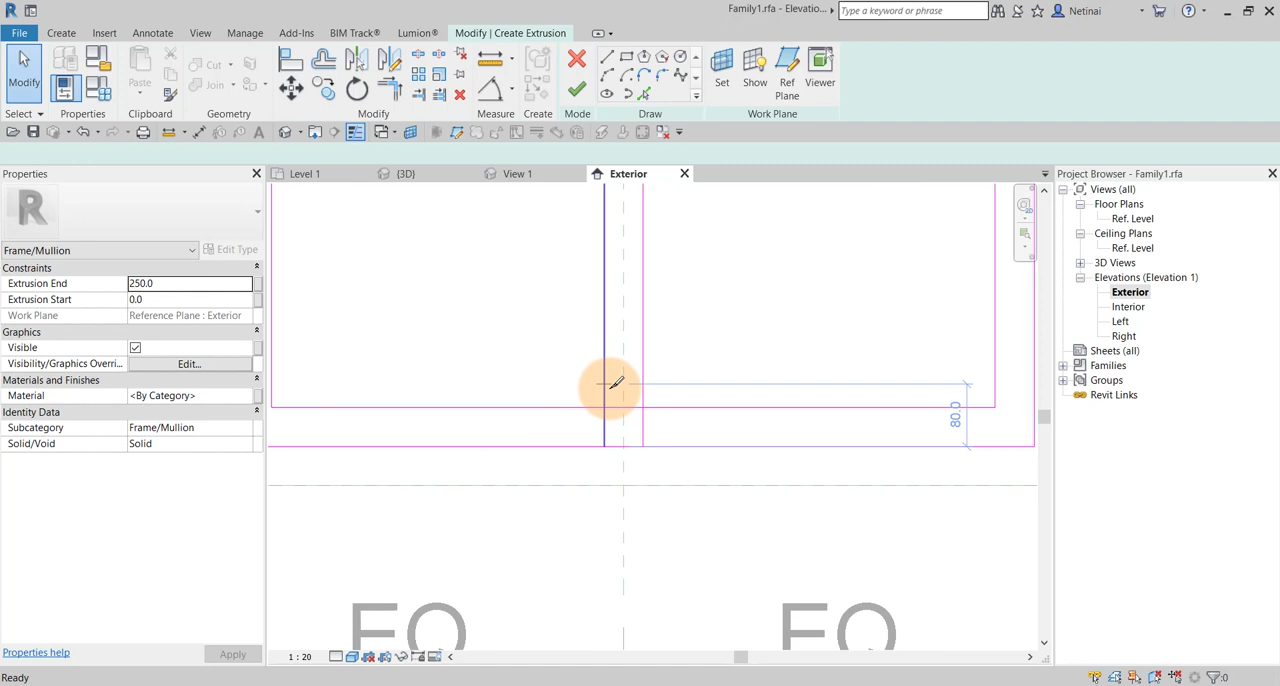 Family1.rfa - Elevatio...
Type a keyword or phrase
Netinai
File
Create
Insert
Annotate
View
Manage
Add-Ins
BIM Track®
Lumion®
Modify | Create Extrusion
Modify
Paste
Cut
Join
Set
Show
Ref
Plane
Viewer
Select
Properties
Clipboard
Geometry
Modify
Measure
Create
Mode
Draw
Work Plane
Properties
Level 1
{3D}
View 1
Exterior
Project Browser - Family1.rfa
Frame/Mullion
Edit Type
Constraints
Extrusion End 250.0
Extrusion Start 0.0
Work Plane Reference Plane : Exterior
Graphics
Visible
Visibility/Graphics Overri... Edit...
Materials and Finishes
Material <By Category>
Identity Data
Subcategory Frame/Mullion
Solid/Void Solid
Properties help
Apply
80.0
EQ
EQ
1 : 20
Views (all)
Floor Plans
Ref. Level
Ceiling Plans
Ref. Level
3D Views
Elevations (Elevation 1)
Exterior
Interior
Left
Right
Sheets (all)
Families
Groups
Revit Links
Ready
:0